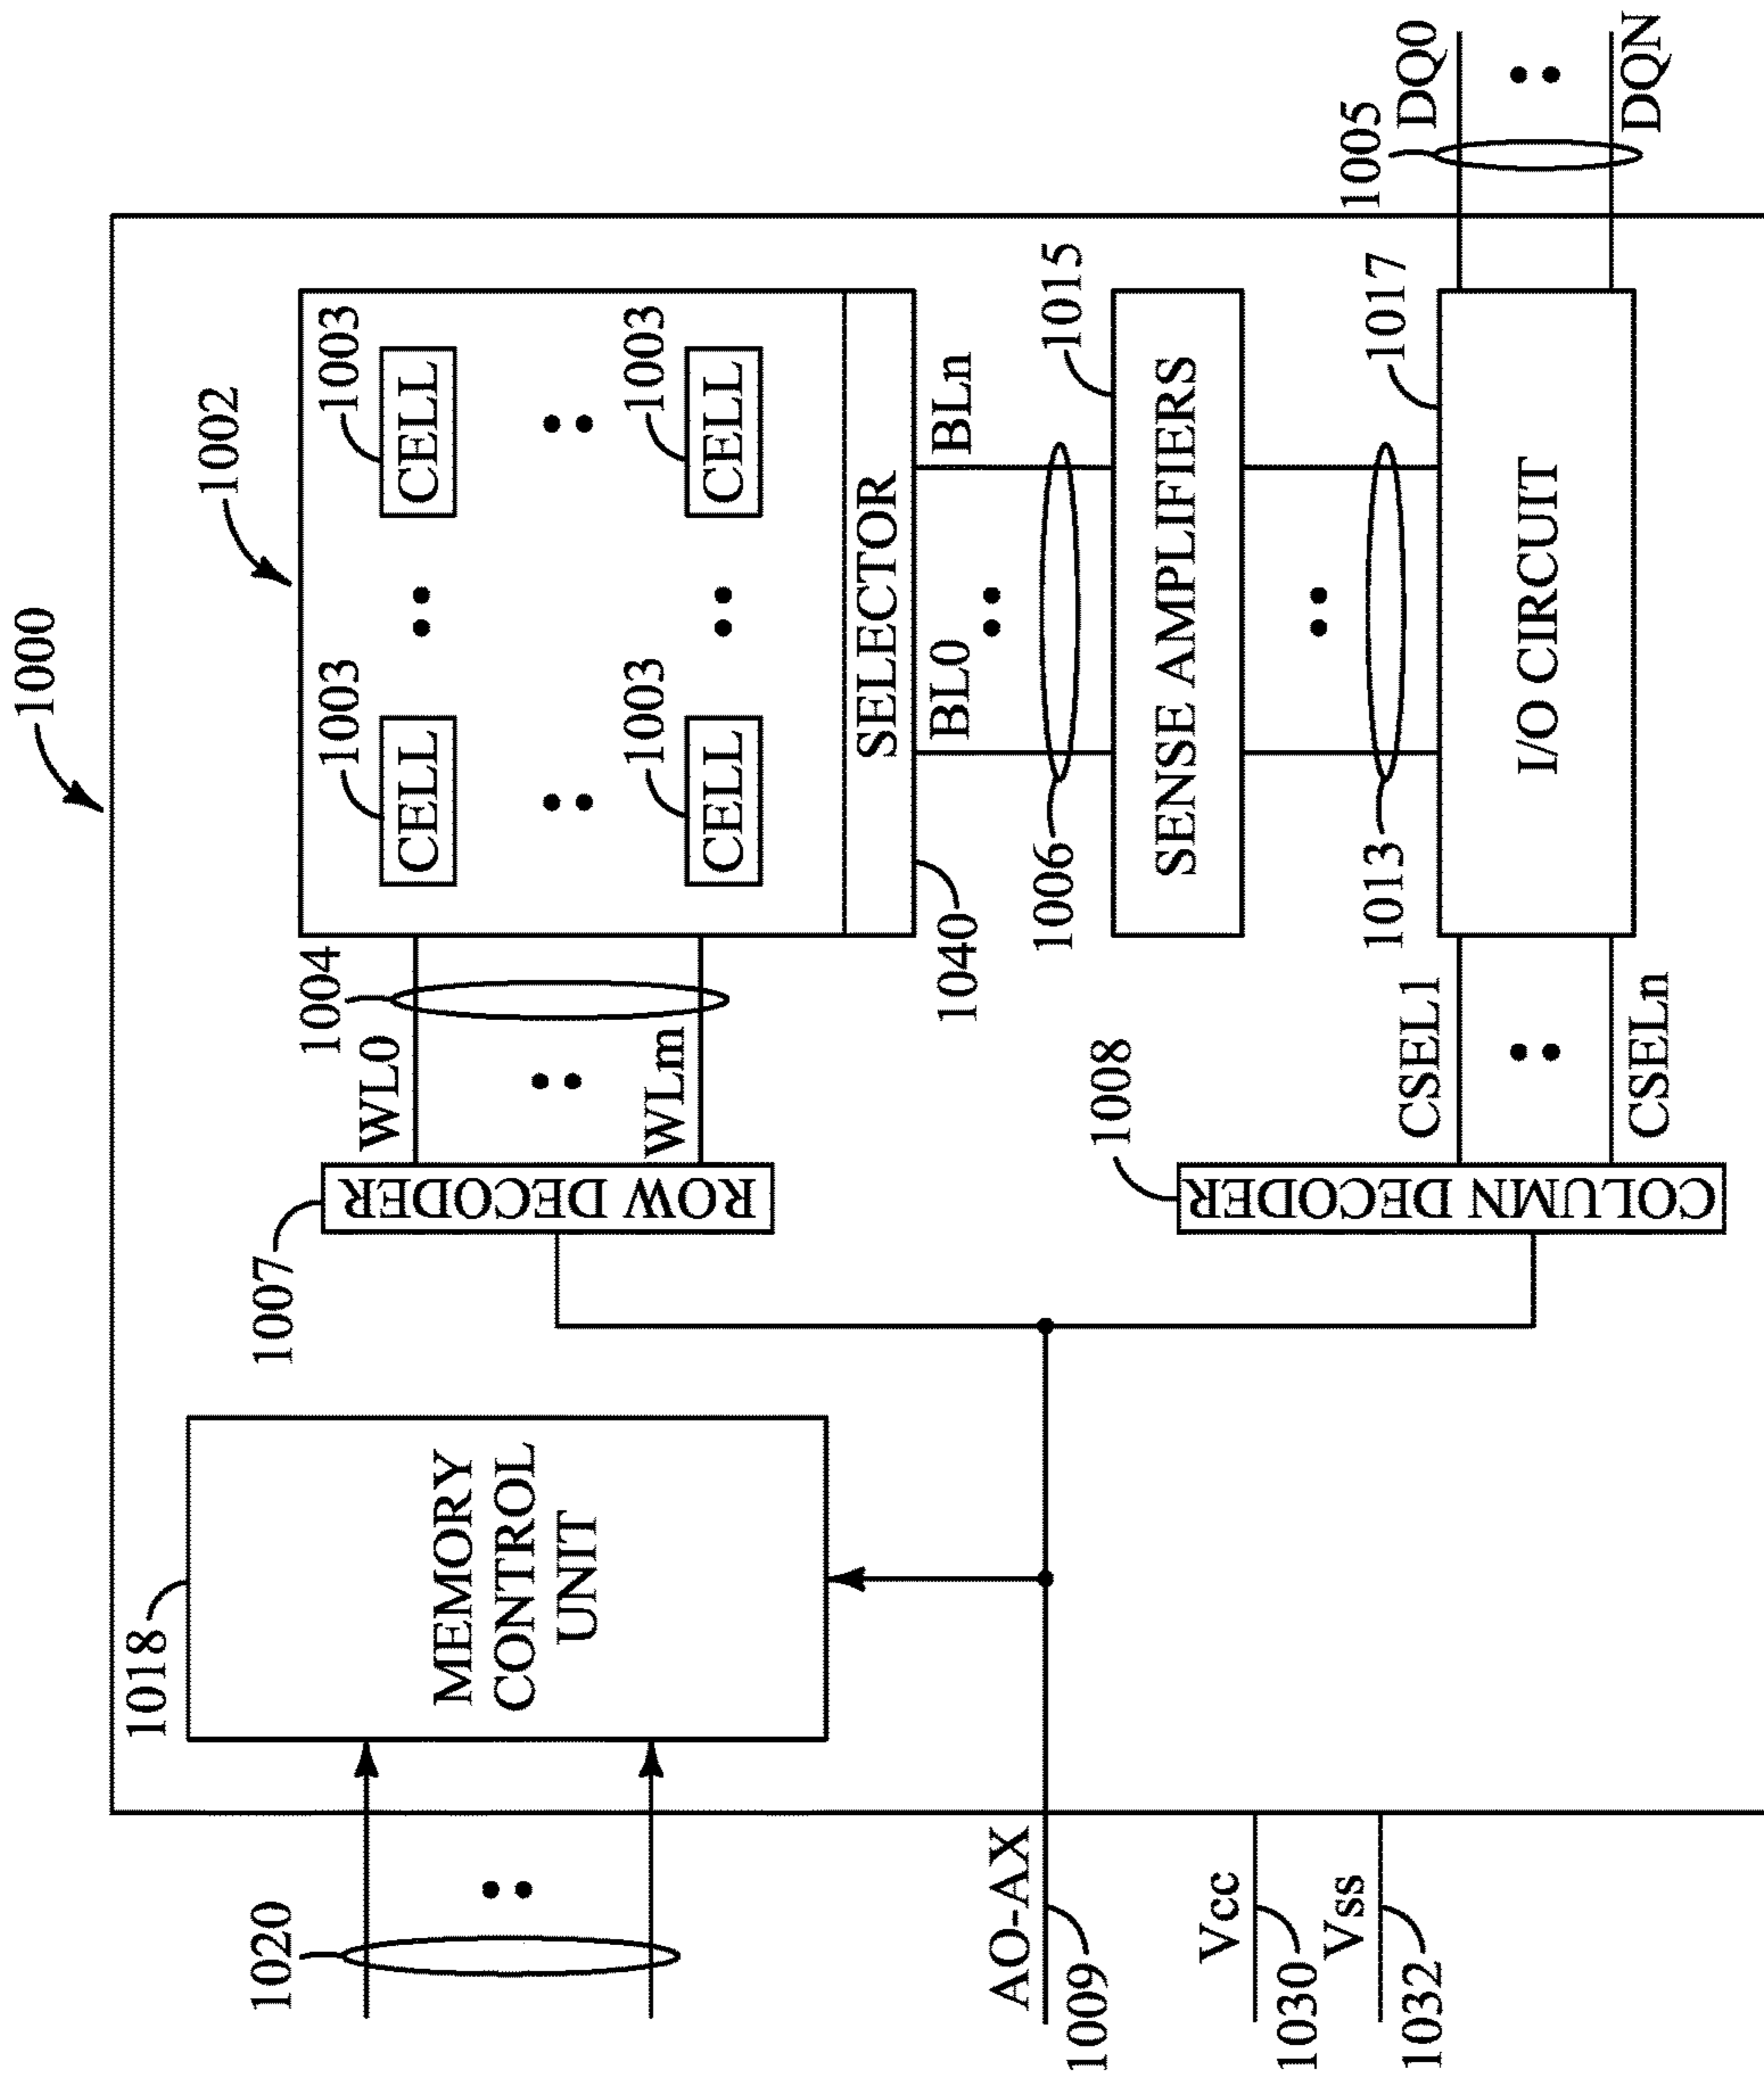 1000
1002
1003
1003
CELL
CELL
1003
1003
CELL
CELL
SELECTOR
1040
1004
WL0
WLm
1007
ROW DECODER
1018
MEMORY
CONTROL
UNIT
1020
BL0
BLn
1006
1015
SENSE AMPLIFIERS
1013
1017
I/O CIRCUIT
1005
DQ0
DQN
1008
CSEL1
CSELn
COLUMN DECODER
AO-AX
1009
Vcc
1030
Vss
1032